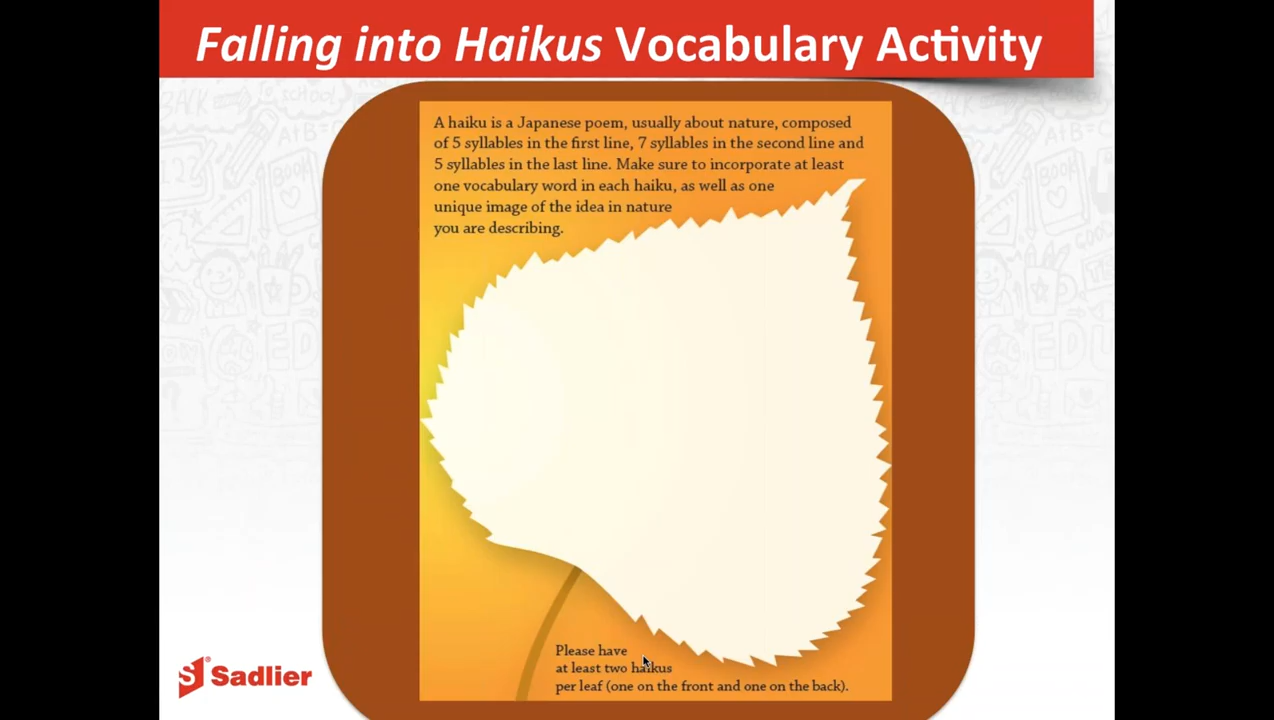 Falling into Haikus Vocabulary Activity
A haiku is a Japanese poem, usually about nature, composed
of 5 syllables in the first line, 7 syllables in the second line and
5 syllables in the last line. Make sure to incorporate at least
one vocabulary word in each haiku, as well as one
unique image of the idea in nature
you are describing.
Please have
at least two haikus
per leaf (one on the front and one on the back).
Sadlier